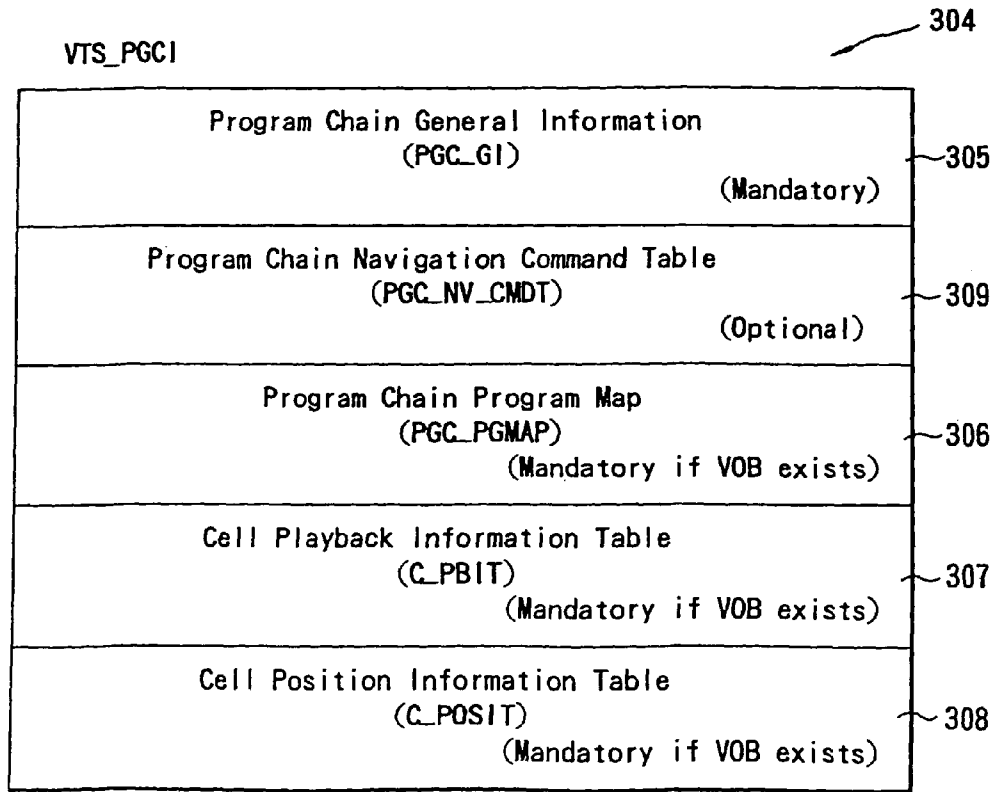 304
VTS_PGCI
Program Chain General Information
(PGC_GI)
(Mandatory)
305
Program Chain Navigation Command Table
(PGC_NV_CMDT)
(Optional)
309
Program Chain Program Map
(PGC_PGMAP)
(Mandatory if VOB exists)
306
Cell Playback Information Table
(C_PBIT)
(Mandatory if VOB exists)
307
Cell Position Information Table
(C_POSIT)
(Mandatory if VOB exists)
308